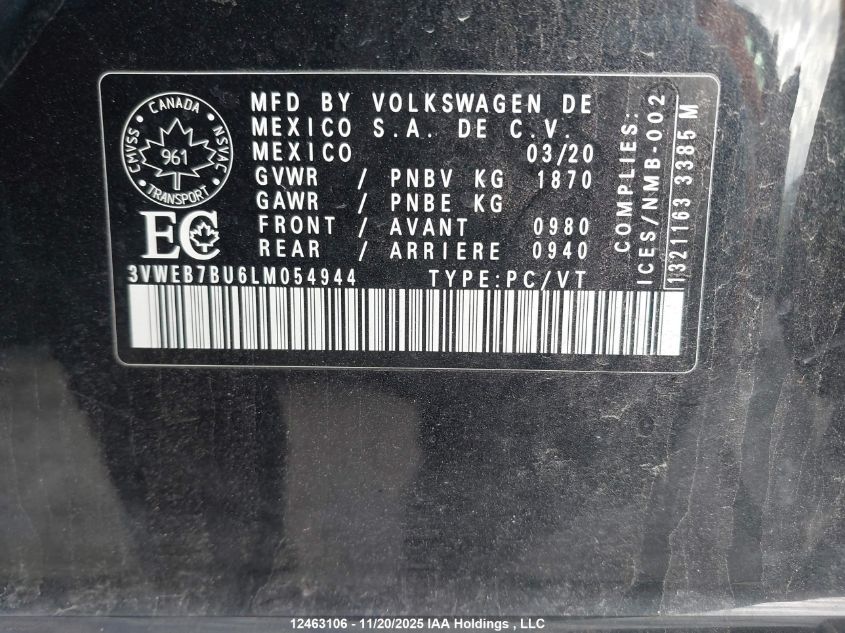 CANADA
CMVSS
NSVAC
961
TRANSPORT
EC
MFD BY VOLKSWAGEN DE
MEXICO S.A. DE C.V.
MEXICO 03/20
GVWR / PNBV KG 1870
GAWR / PNBE KG
FRONT / AVANT 0980
REAR / ARRIERE 0940
3VWEB7BU6LM054944 TYPE:PC/VT
COMPLIES:
ICES/NMB-002
1321163 3385 M
12463106 - 11/20/2025 IAA Holdings , LLC